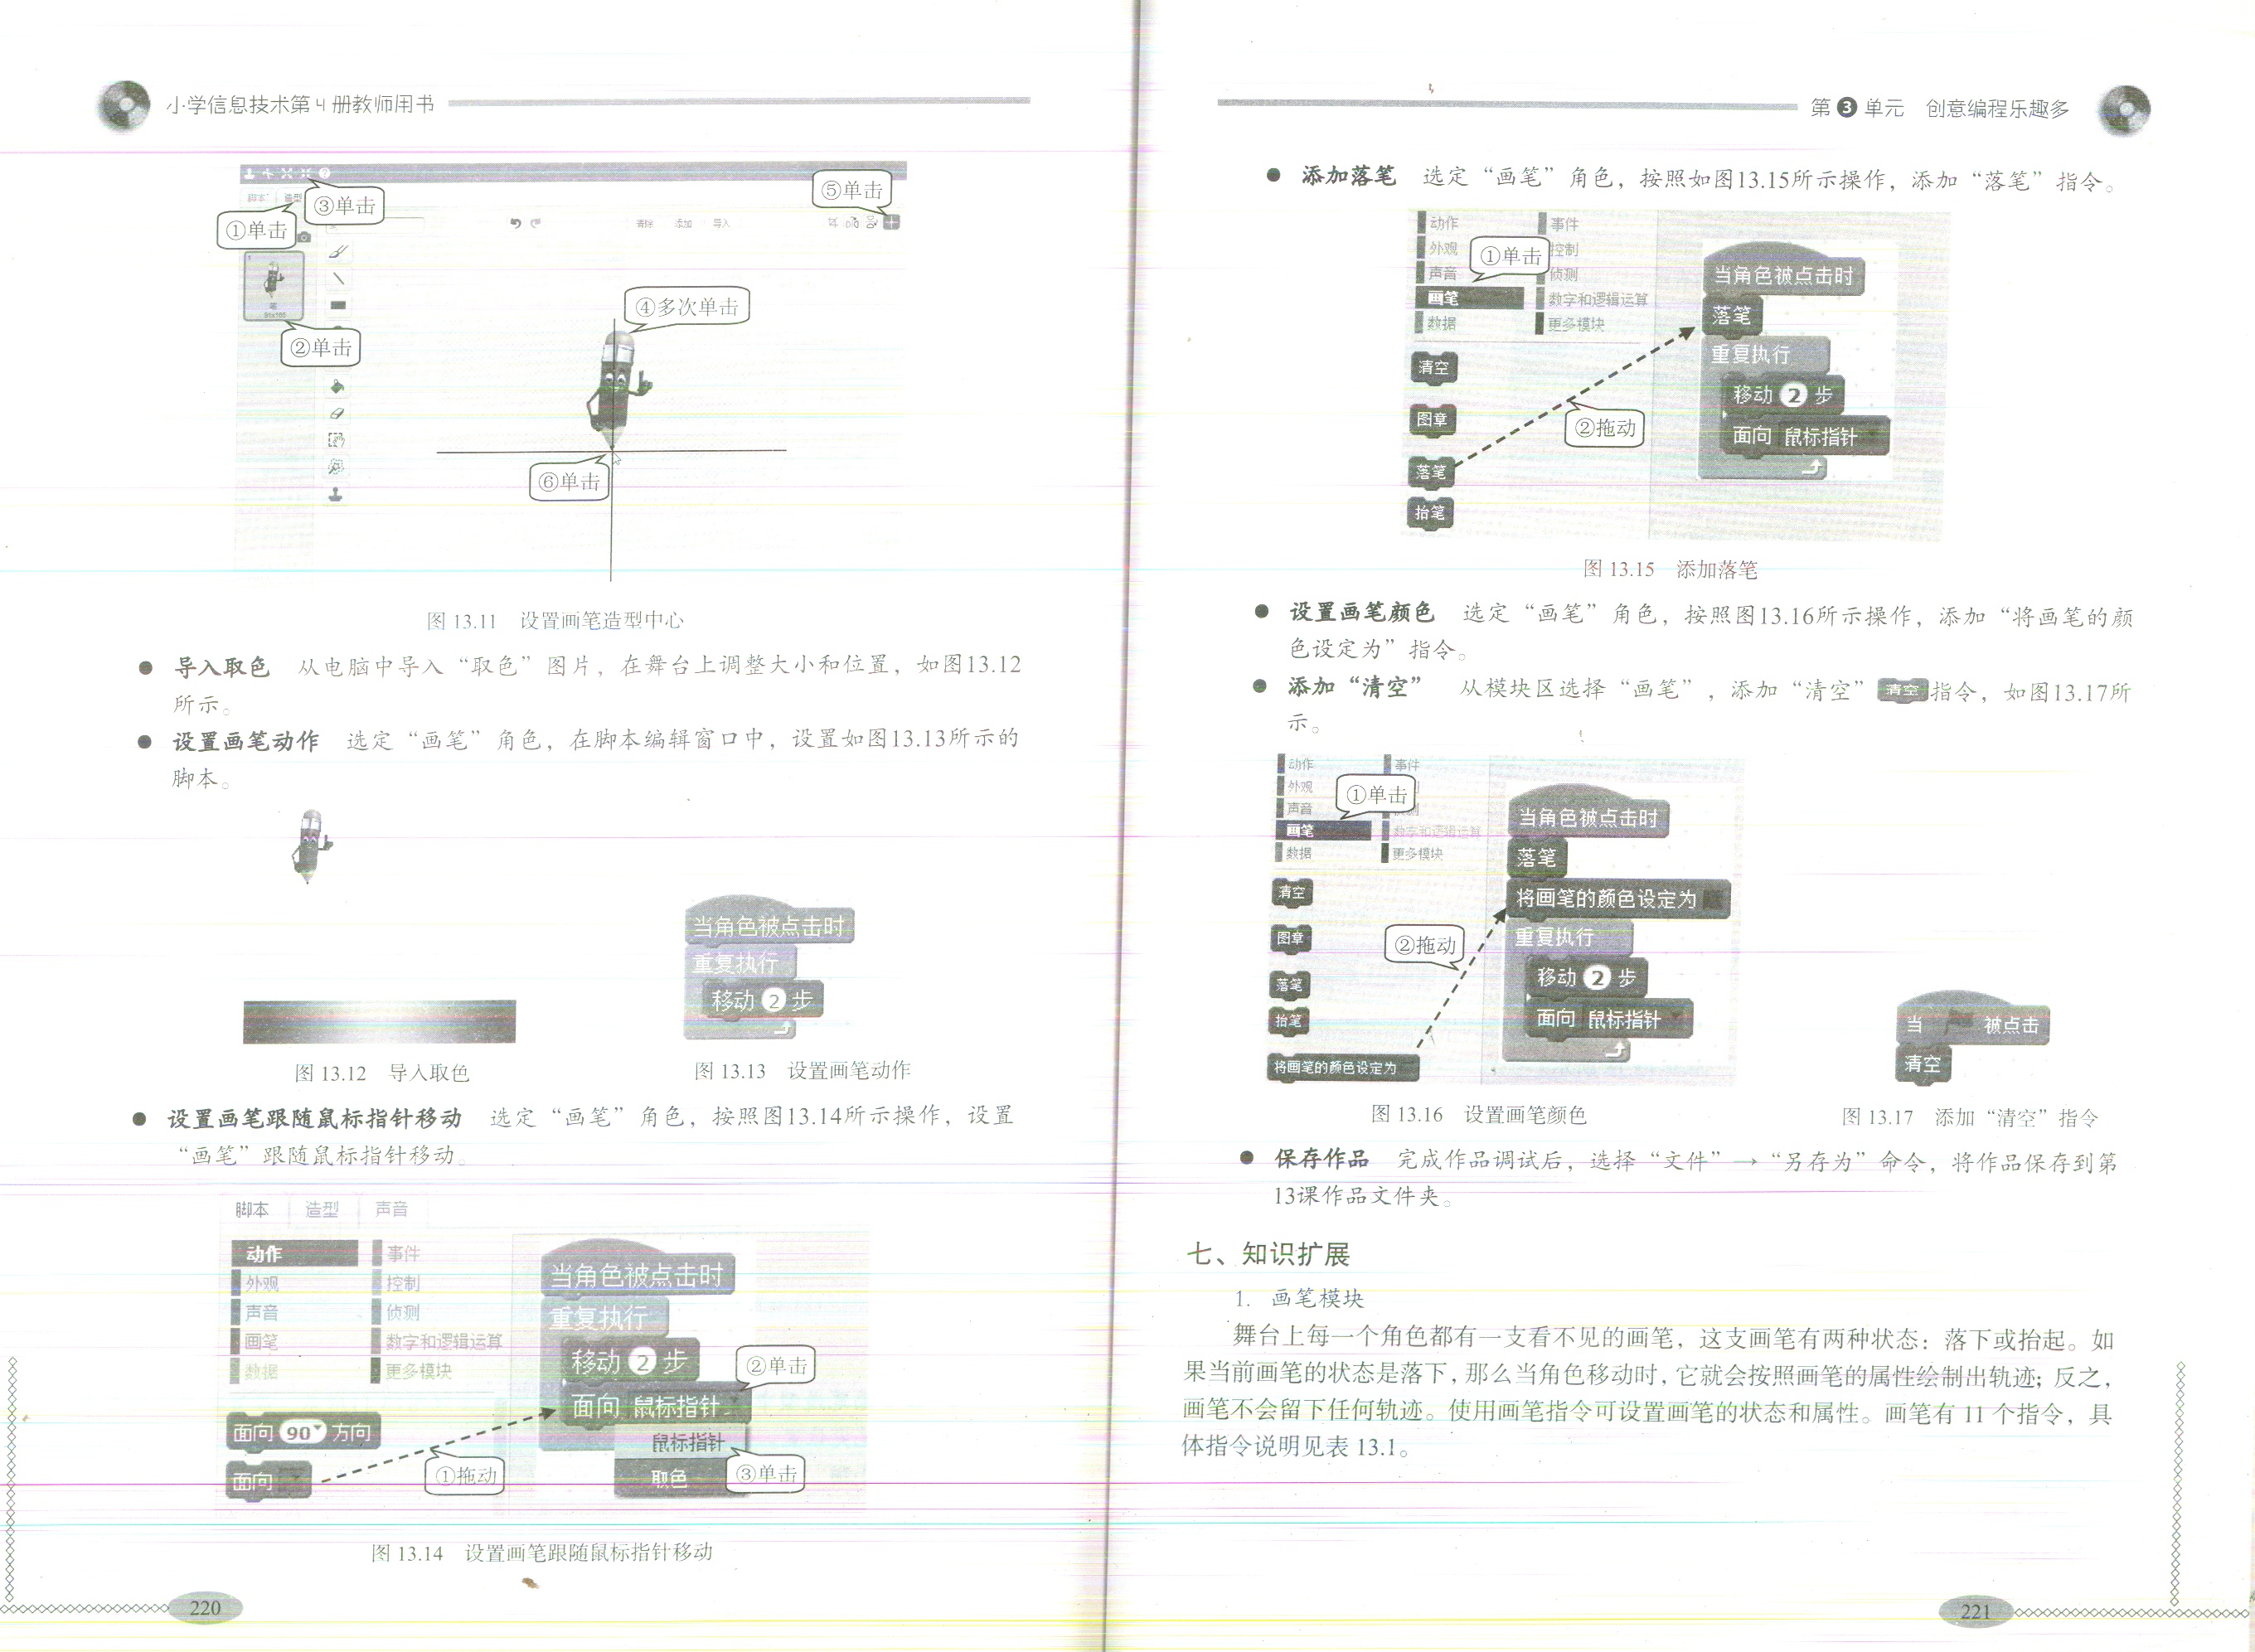 小学信息技术第4册教师用书
脚本 造型
③单击
⑤单击
①单击
清除 添加 导入
②单击
④多次单击
⑥单击
图 13.11 设置画笔造型中心
● 导入取色 从电脑中导入“取色”图片，在舞台上调整大小和位置，如图13.12
所示。
● 设置画笔动作 选定“画笔”角色，在脚本编辑窗口中，设置如图13.13所示的
脚本。
当角色被点击时
重复执行
移动 2 步
图 13.12 导入取色
图 13.13 设置画笔动作
● 设置画笔跟随鼠标指针移动 选定“画笔”角色，按照图13.14所示操作，设置
“画笔”跟随鼠标指针移动。
脚本 造型 声音
动作 事件
外观 控制
声音 侦测
画笔 数字和逻辑运算
数据 更多模块
面向 90 方向
面向
①拖动
当角色被点击时
重复执行
移动 2 步
②单击
面向 鼠标指针
鼠标指针
取色
③单击
图 13.14 设置画笔跟随鼠标指针移动
220
第 3 单元 创意编程乐趣多
● 添加落笔 选定“画笔”角色，按照如图13.15所示操作，添加“落笔”指令。
动作 事件
外观 控制
①单击
声音 侦测
画笔 数字和逻辑运算
数据 更多模块
清空
图章
落笔
抬笔
②拖动
当角色被点击时
落笔
重复执行
移动 2 步
面向 鼠标指针
图 13.15 添加落笔
● 设置画笔颜色 选定“画笔”角色，按照图13.16所示操作，添加“将画笔的颜
色设定为”指令。
● 添加“清空” 从模块区选择“画笔”，添加“清空” 清空 指令，如图13.17所
示。
动作 事件
外观
①单击
声音
画笔 数字和逻辑运算
数据 更多模块
清空
图章
落笔
抬笔
将画笔的颜色设定为
②拖动
当角色被点击时
落笔
将画笔的颜色设定为
重复执行
移动 2 步
面向 鼠标指针
当 被点击
清空
图 13.16 设置画笔颜色
图 13.17 添加“清空”指令
● 保存作品 完成作品调试后，选择“文件”→“另存为”命令，将作品保存到第
13课作品文件夹。
七、知识扩展
1. 画笔模块
舞台上每一个角色都有一支看不见的画笔，这支画笔有两种状态：落下或抬起。如
果当前画笔的状态是落下，那么当角色移动时，它就会按照画笔的属性绘制出轨迹；反之，
画笔不会留下任何轨迹。使用画笔指令可设置画笔的状态和属性。画笔有 11 个指令，具
体指令说明见表 13.1。
221